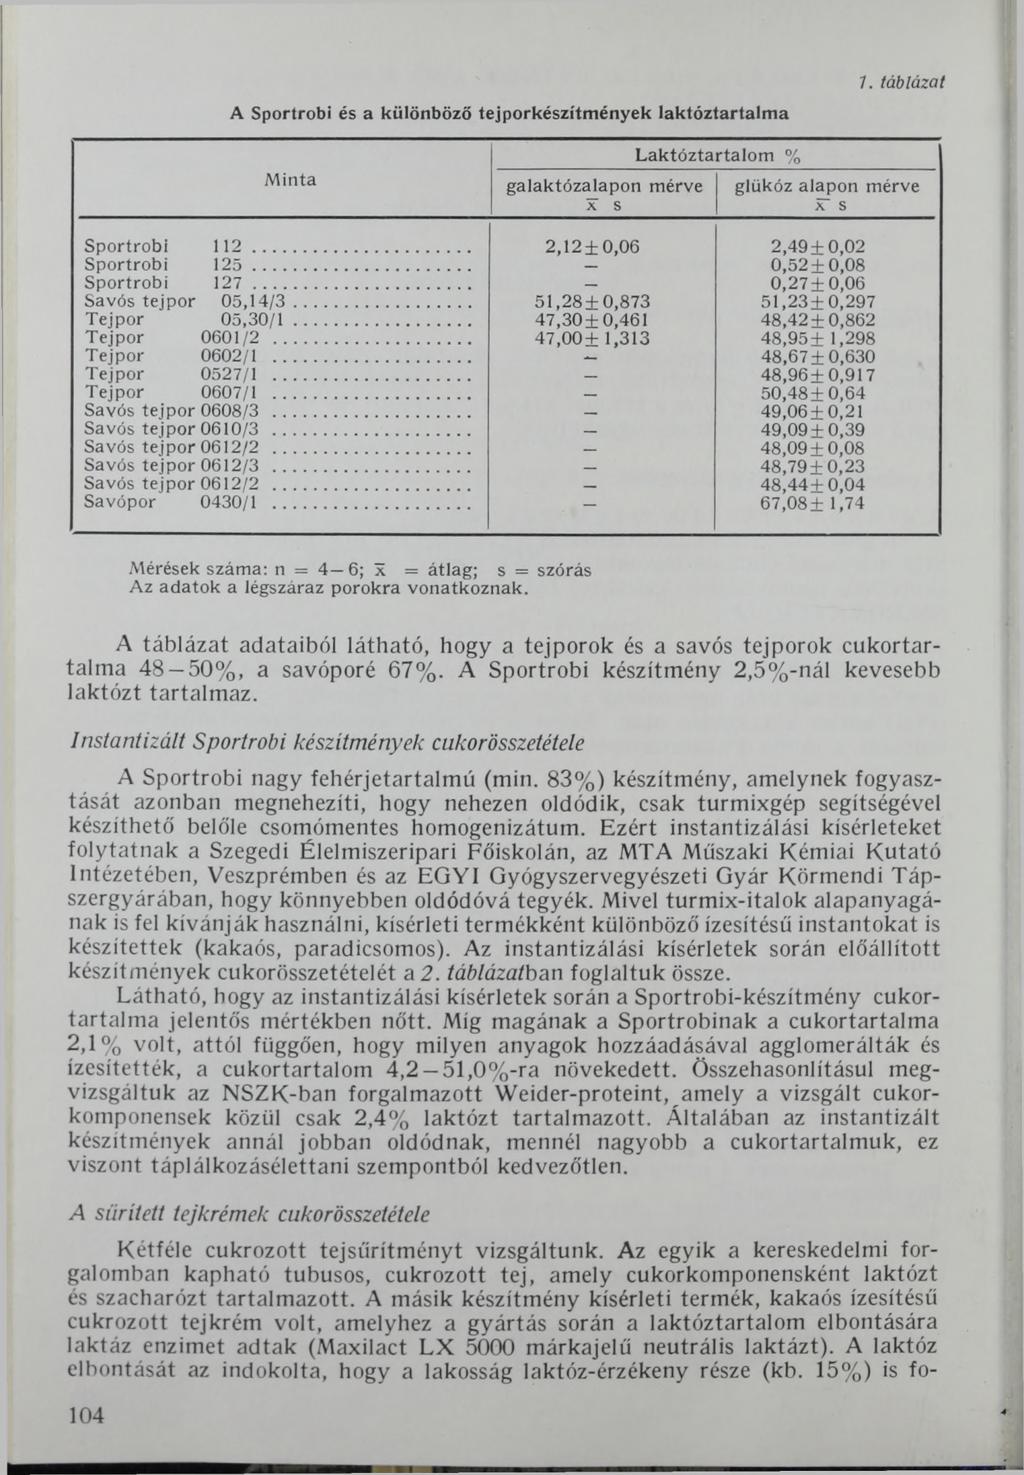 1. táblázat
A Sportrobi és a különböző tejporkészítmények laktóztartalma
Minta
Laktóztartalom %
galaktózalapon mérve glükóz alapon mérve
x̄ s x̄ s
Sportrobi 112 . . . . . . . . . . . . . . . . . . . . 2,12±0,06 2,49±0,02
Sportrobi 125 . . . . . . . . . . . . . . . . . . . . — 0,52±0,08
Sportrobi 127 . . . . . . . . . . . . . . . . . . . . — 0,27±0,06
Savós tejpor 05,14/3 . . . . . . . . . . . . . . . . 51,28±0,873 51,23±0,297
Tejpor 05,30/1 . . . . . . . . . . . . . . . . 47,30±0,461 48,42±0,862
Tejpor 0601/2 . . . . . . . . . . . . . . . . . . 47,00±1,313 48,95±1,298
Tejpor 0602/1 . . . . . . . . . . . . . . . . . . — 48,67±0,630
Tejpor 0527/1 . . . . . . . . . . . . . . . . . . — 48,96±0,917
Tejpor 0607/1 . . . . . . . . . . . . . . . . . . — 50,48±0,64
Savós tejpor 0608/3 . . . . . . . . . . . . . . . . . . — 49,06±0,21
Savós tejpor 0610/3 . . . . . . . . . . . . . . . . . . — 49,09±0,39
Savós tejpor 0612/2 . . . . . . . . . . . . . . . . . . — 48,09±0,08
Savós tejpor 0612/3 . . . . . . . . . . . . . . . . . . — 48,79±0,23
Savós tejpor 0612/2 . . . . . . . . . . . . . . . . . . — 48,44±0,04
Savópor 0430/1 . . . . . . . . . . . . . . . . . . — 67,08±1,74
Mérések száma: n = 4—6; x̄ = átlag; s = szórás
Az adatok a légszáraz porokra vonatkoznak.
A táblázat adataiból látható, hogy a tejporok és a savós tejporok cukortar-
talma 48—50%, a savóporé 67%. A Sportrobi készítmény 2,5%-nál kevesebb
laktózt tartalmaz.
Instantizált Sportrobi készítmények cukorösszetétele
A Sportrobi nagy fehérjetartalmú (min. 83%) készítmény, amelynek fogyasz-
tását azonban megnehezíti, hogy nehezen oldódik, csak turmixgép segítségével
készíthető belőle csomómentes homogenizátum. Ezért instantizálási kísérleteket
folytatnak a Szegedi Élelmiszeripari Főiskolán, az MTA Műszaki Kémiai Kutató
Intézetében, Veszprémben és az EGYI Gyógyszervegyészeti Gyár Körmendi Táp-
szergyárában, hogy könnyebben oldódóvá tegyék. Mivel turmix-italok alapanyagá-
nak is fel kívánják használni, kísérleti termékként különböző ízesítésű instantokat is
készítettek (kakaós, paradicsomos). Az instantizálási kísérletek során előállított
készítmények cukorösszetételét a 2. táblázatban foglaltuk össze.
Látható, hogy az instantizálási kísérletek során a Sportrobi-készítmény cukor-
tartalma jelentős mértékben nőtt. Míg magának a Sportrobinak a cukortartalma
2,1% volt, attól függően, hogy milyen anyagok hozzáadásával agglomerálták és
ízesítették, a cukortartalom 4,2—51,0%-ra növekedett. Összehasonlításul meg-
vizsgáltuk az NSZK-ban forgalmazott Weider-proteint, amely a vizsgált cukor-
komponensek közül csak 2,4% laktózt tartalmazott. Általában az instantizált
készítmények annál jobban oldódnak, mennél nagyobb a cukortartalmuk, ez
viszont táplálkozásélettani szempontból kedvezőtlen.
A sűrített tejkrémek cukorösszetétele
Kétféle cukrozott tejsűrítményt vizsgáltunk. Az egyik a kereskedelmi for-
galomban kapható tubusos, cukrozott tej, amely cukorkomponensként laktózt
és szacharózt tartalmazott. A másik készítmény kísérleti termék, kakaós ízesítésű
cukrozott tejkrém volt, amelyhez a gyártás során a laktóztartalom elbontására
laktáz enzimet adtak (Maxilact LX 5000 márkajelű neutrális laktázt). A laktóz
elbontását az indokolta, hogy a lakosság laktóz-érzékeny része (kb. 15%) is fo-
104